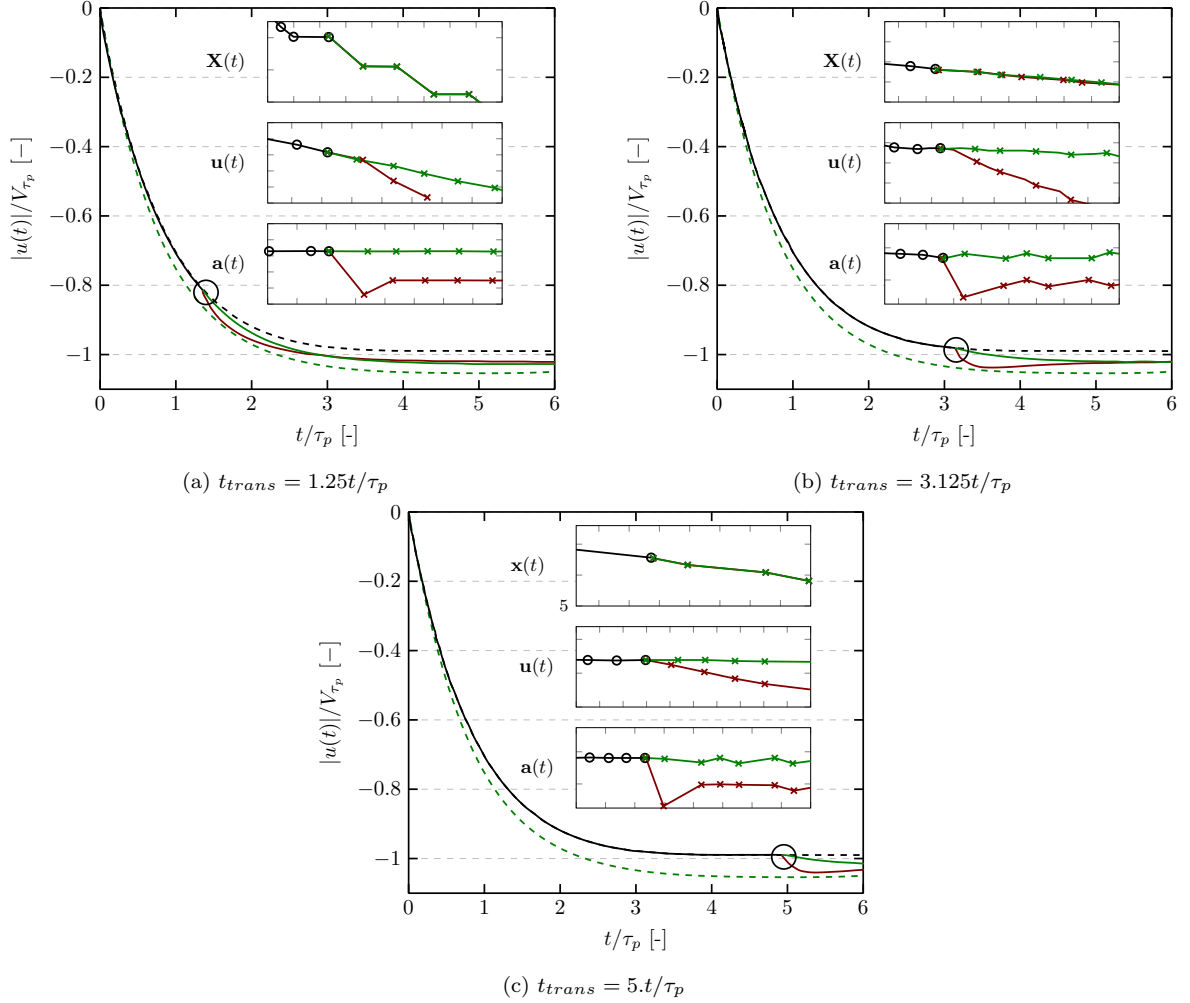 0
−0.2
−0.4
−0.6
−0.8
−1
|u(t)|/V_{τ_p} [−]
X(t)
u(t)
a(t)
0 1 2 3 4 5 6
t/τ_p [-]
(a) t_{trans} = 1.25t/τ_p
0
−0.2
−0.4
−0.6
−0.8
−1
|u(t)|/V_{τ_p} [−]
X(t)
u(t)
a(t)
0 1 2 3 4 5 6
t/τ_p [-]
(b) t_{trans} = 3.125t/τ_p
0
−0.2
−0.4
−0.6
−0.8
−1
|u(t)|/V_{τ_p} [−]
x(t)
5
u(t)
a(t)
0 1 2 3 4 5 6
t/τ_p [-]
(c) t_{trans} = 5.t/τ_p